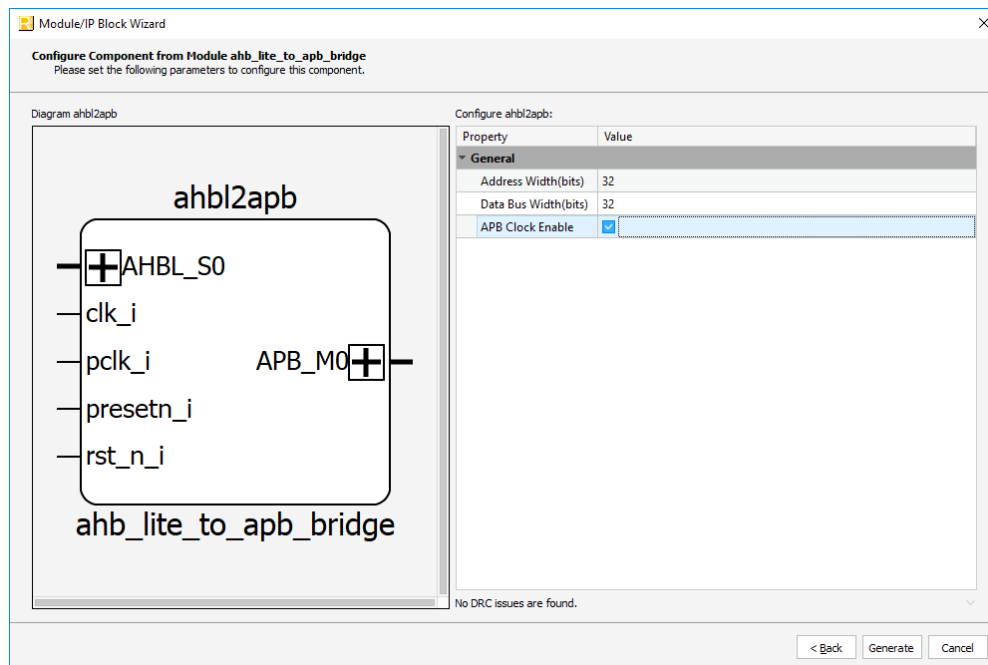 Module/IP Block Wizard
Configure Component from Module ahb_lite_to_apb_bridge
Please set the following parameters to configure this component.
Diagram ahbl2apb
ahbl2apb
AHBL_S0
clk_i
pclk_i
APB_M0
presetn_i
rst_n_i
ahb_lite_to_apb_bridge
Configure ahbl2apb:
Property Value
General
Address Width(bits) 32
Data Bus Width(bits) 32
APB Clock Enable
No DRC issues are found.
< Back Generate Cancel